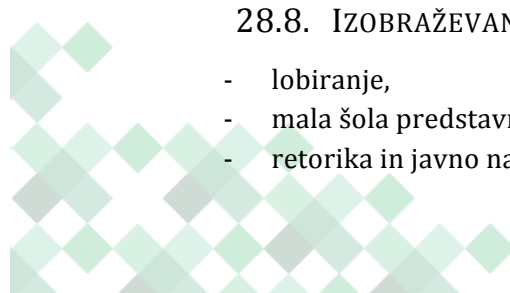 28.8. IZOBRAŽEVAN
- lobiranje,
- mala šola predstavn
- retorika in javno na